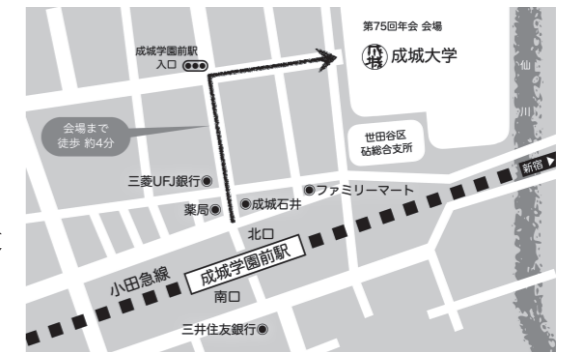 第75回年会 会場
成城大学
成城学園前駅
入口
仙川
会場まで
徒歩 約4分
世田谷区
砧総合支所
新宿
三菱UFJ銀行
ファミリーマート
薬局
成城石井
北口
成城学園前駅
小田急線
南口
三井住友銀行